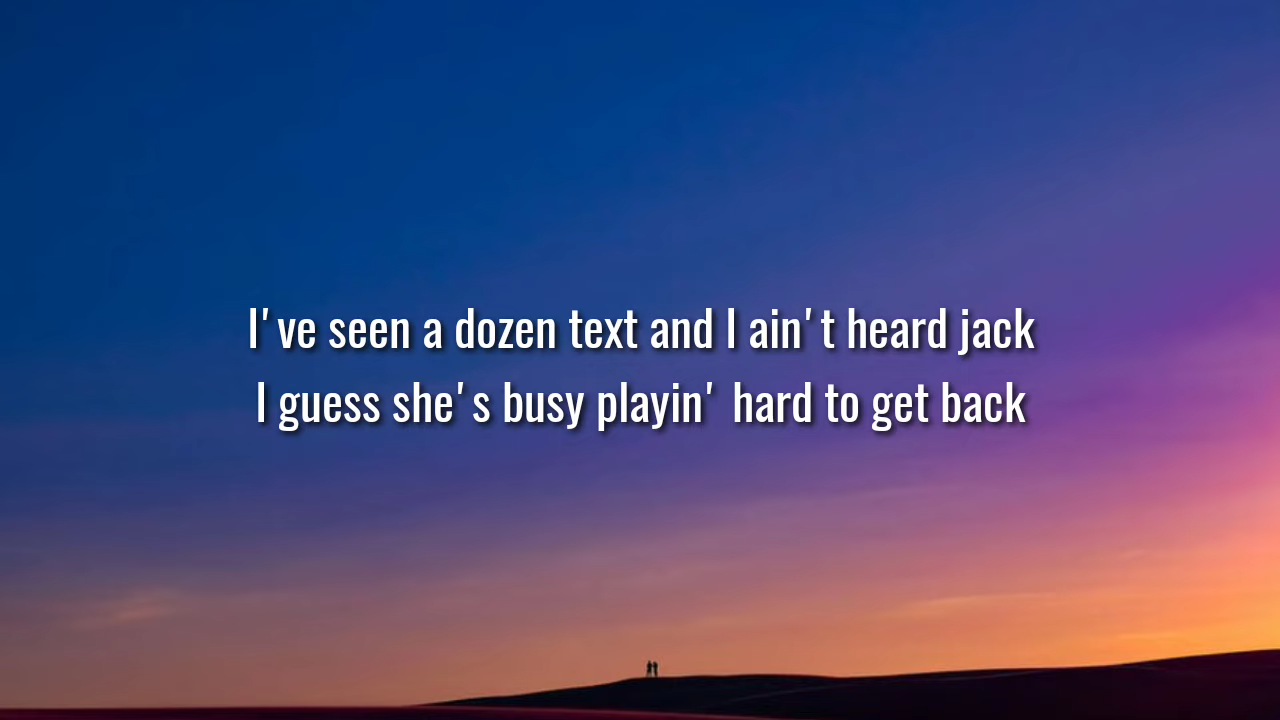 I've seen a dozen text and I ain't heard jack
I guess she's busy playin' hard to get back